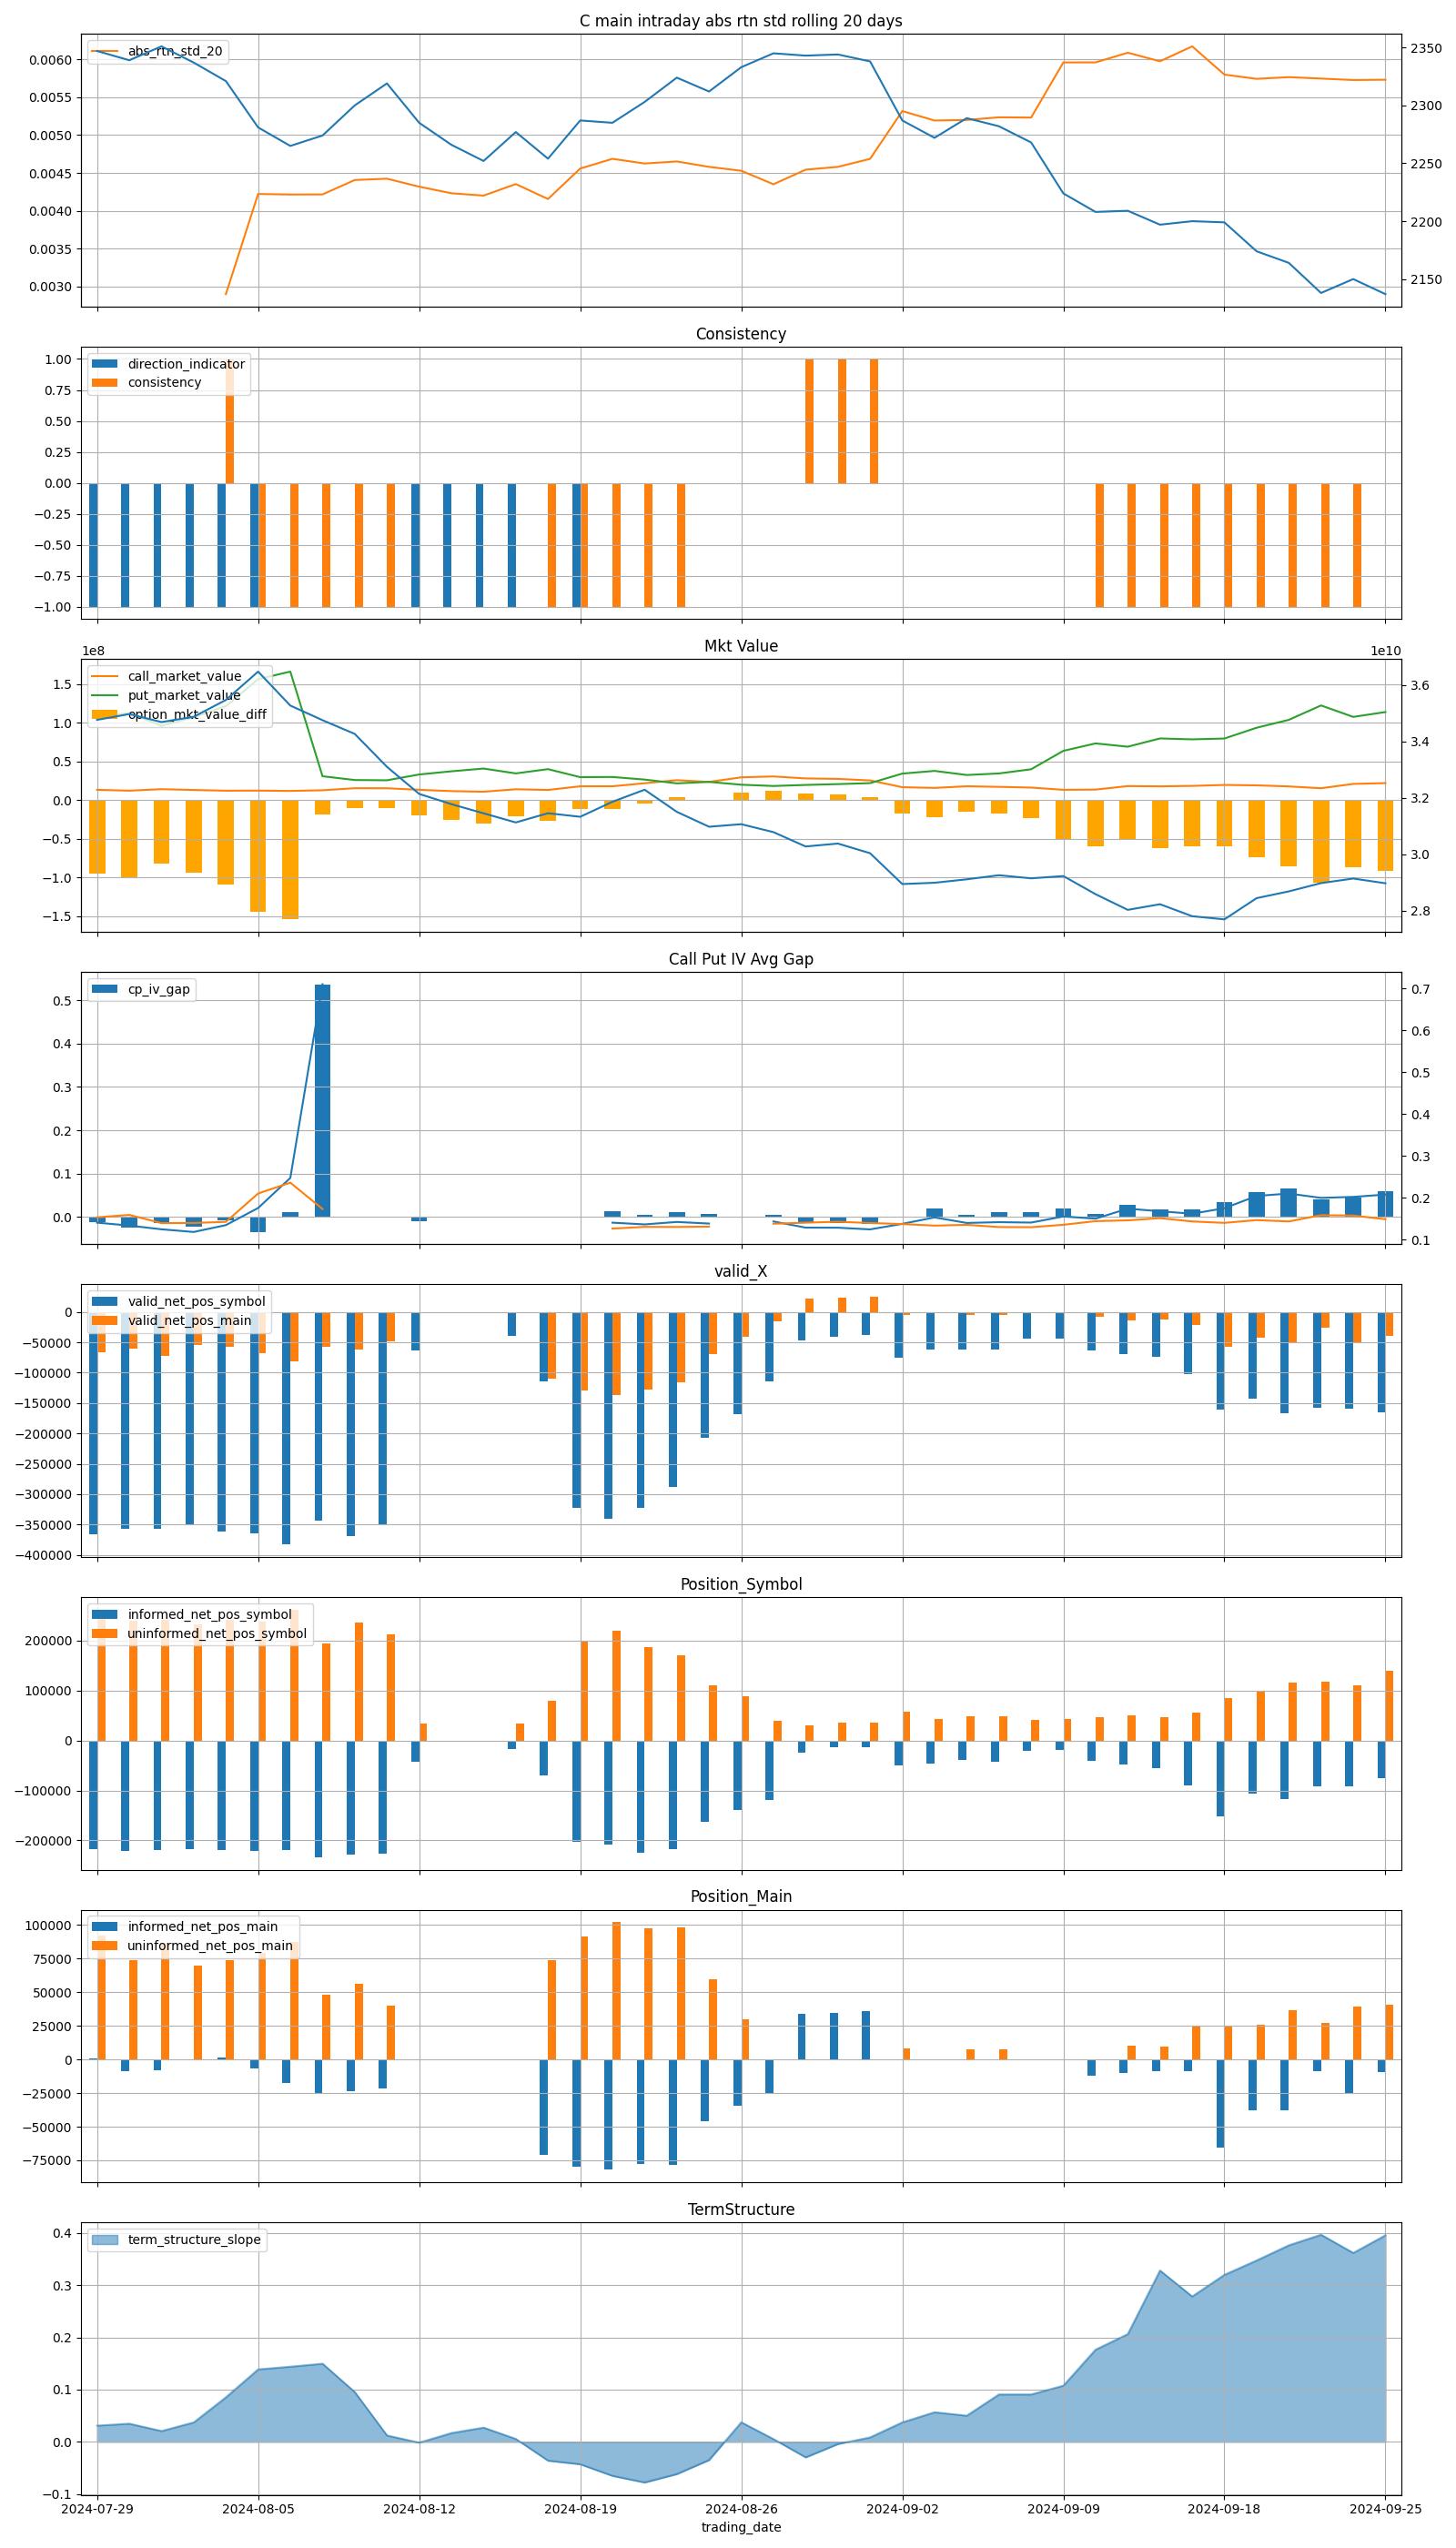 C main intraday abs rtn std rolling 20 days
abs_rtn_std_20
0.0060
0.0055
0.0050
0.0045
0.0040
0.0035
0.0030
2350
2300
2250
2200
2150
Consistency
direction_indicator
consistency
1.00
0.75
0.50
0.25
0.00
−0.25
−0.50
−0.75
−1.00
Mkt Value
1e8
1e10
call_market_value
put_market_value
option_mkt_value_diff
1.5
1.0
0.5
0.0
−0.5
−1.0
−1.5
3.6
3.4
3.2
3.0
2.8
Call Put IV Avg Gap
cp_iv_gap
0.5
0.4
0.3
0.2
0.1
0.0
0.7
0.6
0.5
0.4
0.3
0.2
0.1
valid_X
valid_net_pos_symbol
valid_net_pos_main
0
−50000
−100000
−150000
−200000
−250000
−300000
−350000
−400000
Position_Symbol
informed_net_pos_symbol
uninformed_net_pos_symbol
200000
100000
0
−100000
−200000
Position_Main
informed_net_pos_main
uninformed_net_pos_main
100000
75000
50000
25000
0
−25000
−50000
−75000
TermStructure
term_structure_slope
0.4
0.3
0.2
0.1
0.0
−0.1
2024-07-29 2024-08-05 2024-08-12 2024-08-19 2024-08-26 2024-09-02 2024-09-09 2024-09-18 2024-09-25
trading_date